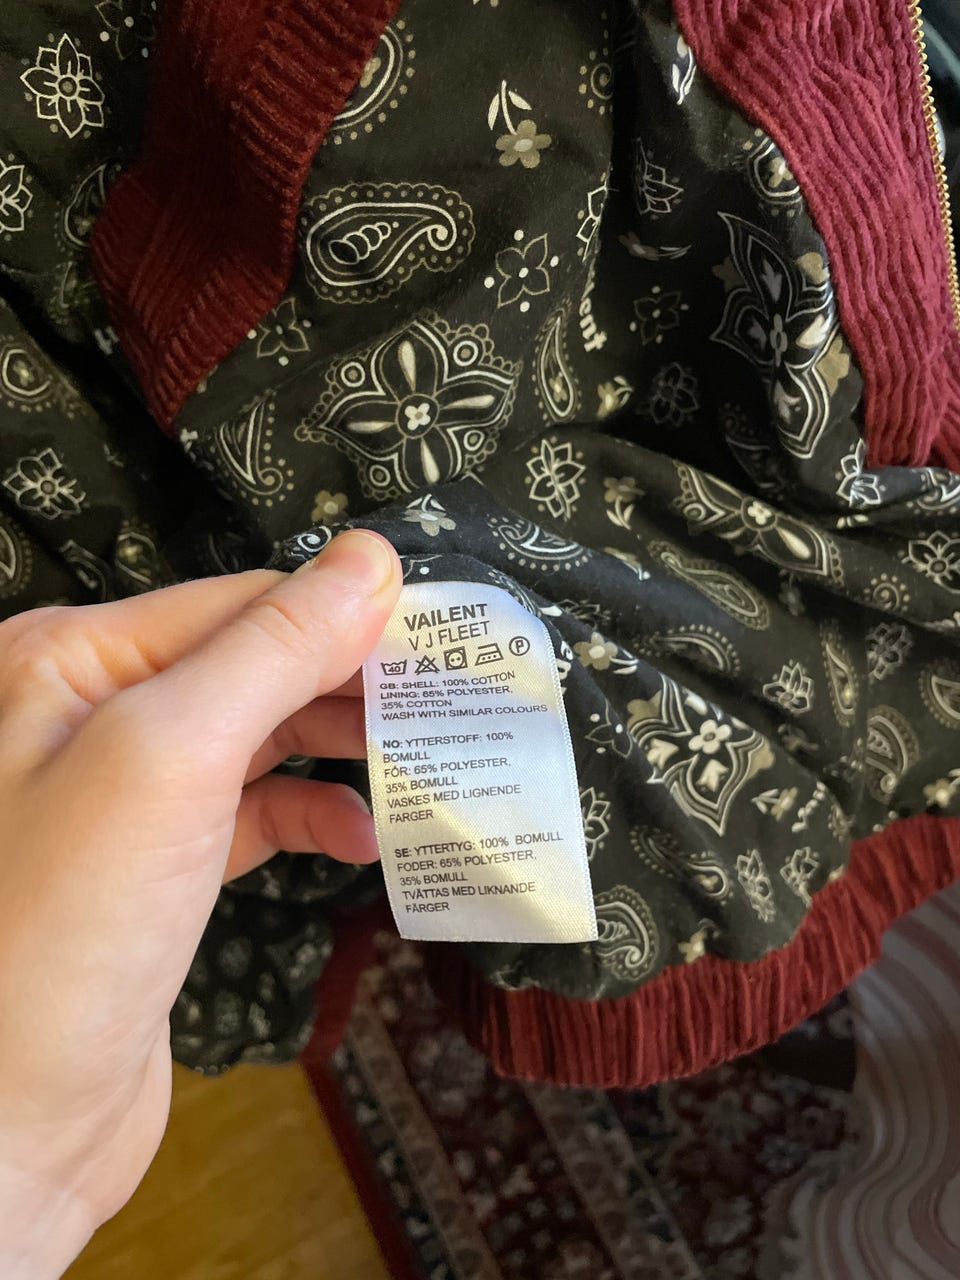 VAILENT
V J FLEET
40 P
GB: SHELL: 100% COTTON
LINING: 65% POLYESTER,
35% COTTON
WASH WITH SIMILAR COLOURS
NO: YTTERSTOFF: 100%
BOMULL
FÓR: 65% POLYESTER,
35% BOMULL
VASKES MED LIGNENDE
FARGER
SE: YTTERTYG: 100% BOMULL
FODER: 65% POLYESTER,
35% BOMULL
TVÄTTAS MED LIKNANDE
FÄRGER